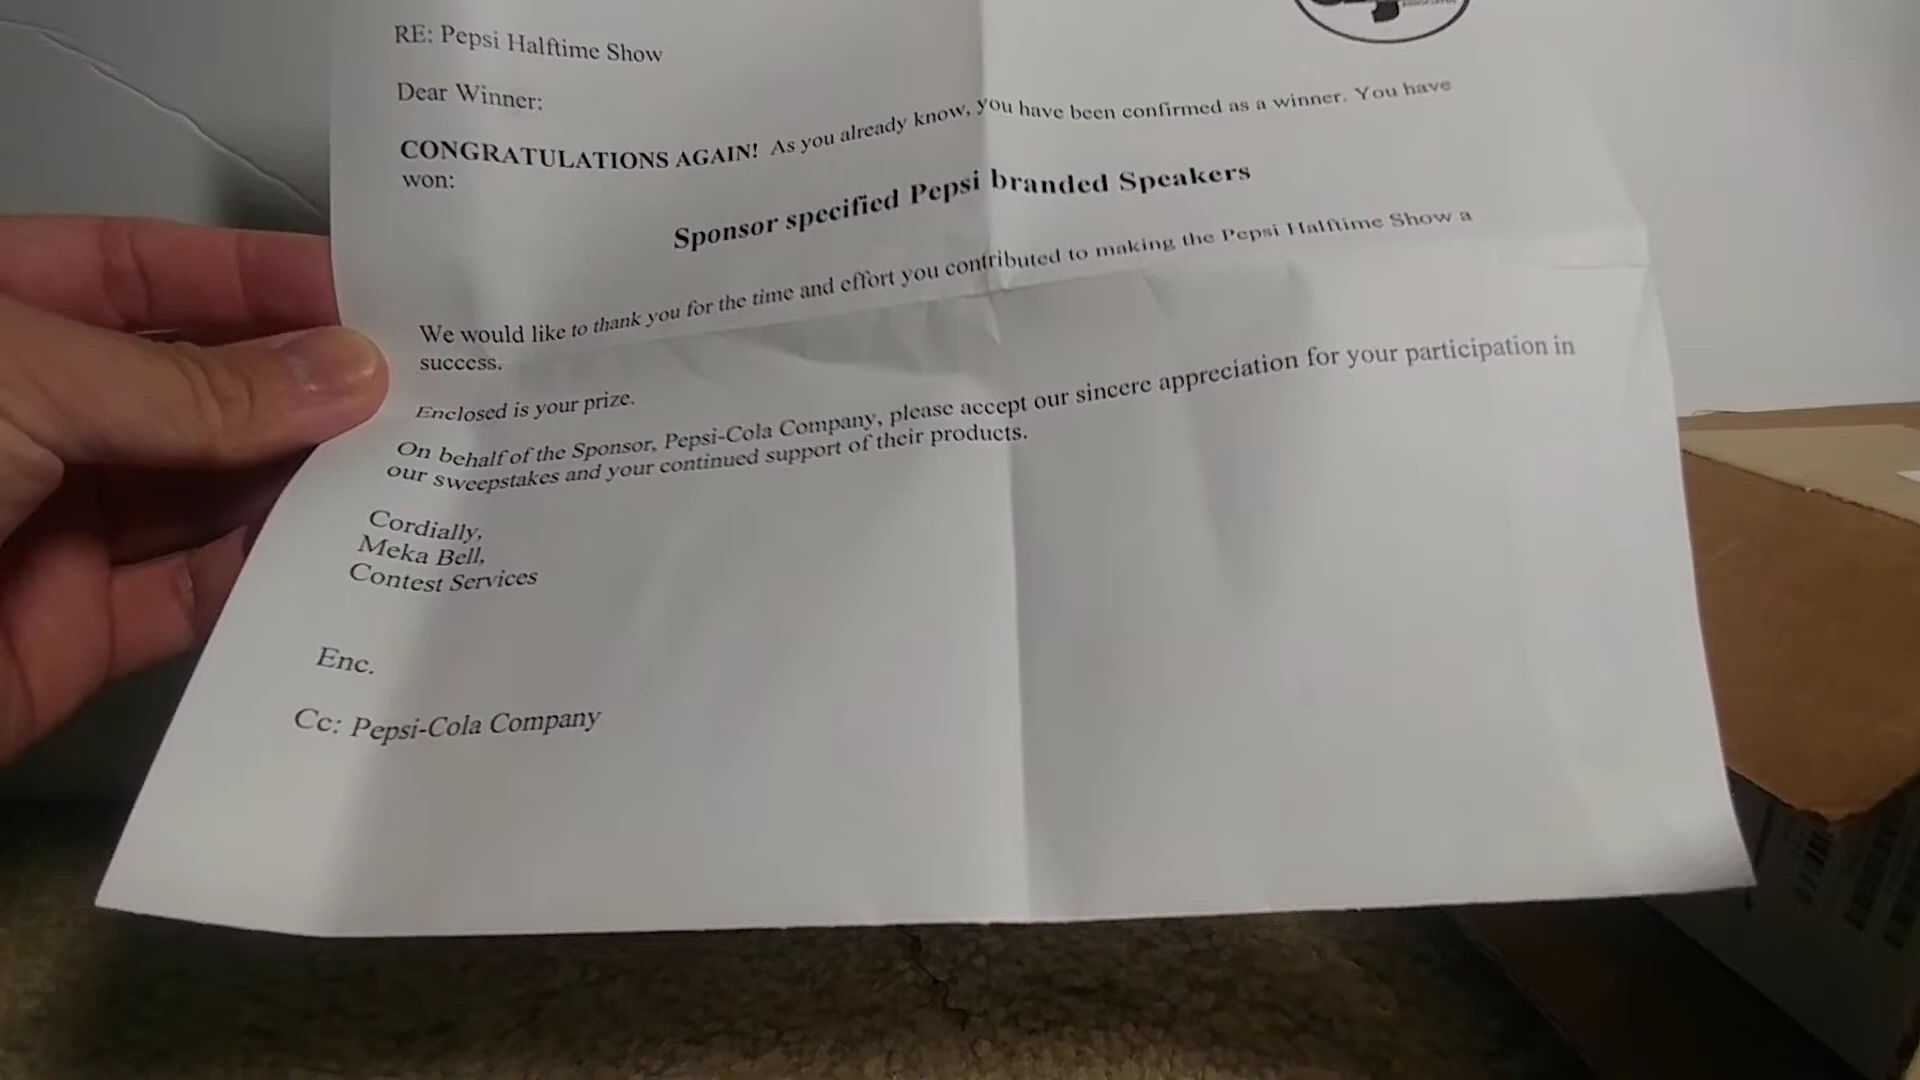 RE: Pepsi Halftime Show
Dear Winner:
CONGRATULATIONS AGAIN! As you already know, you have been confirmed as a winner. You have
won:
Sponsor specified Pepsi branded Speakers
We would like to thank you for the time and effort you contributed to making the Pepsi Halftime Show a
success.
Enclosed is your prize.
On behalf of the Sponsor, Pepsi-Cola Company, please accept our sincere appreciation for your participation in
our sweepstakes and your continued support of their products.
Cordially,
Meka Bell,
Contest Services
Enc.
Cc: Pepsi-Cola Company